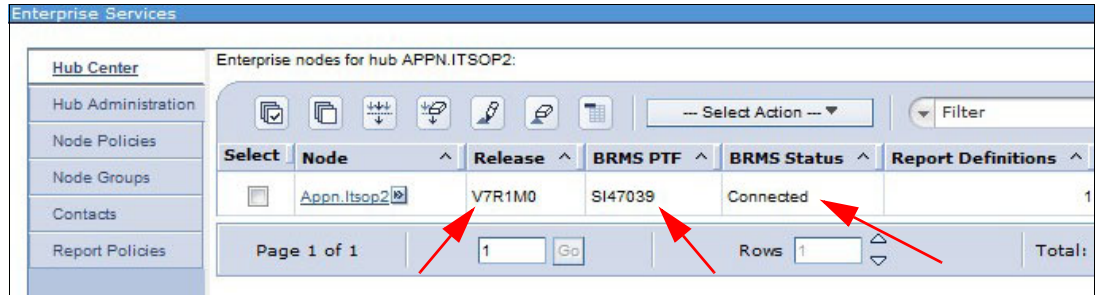 Enterprise Services
Hub Center
Hub Administration
Node Policies
Node Groups
Contacts
Report Policies
Enterprise nodes for hub APPN.ITSOP2:
--- Select Action ---
Filter
Select Node Release BRMS PTF BRMS Status Report Definitions
Appn.Itsop2 V7R1M0 SI47039 Connected 1
Page 1 of 1 1 Go Rows 1 Total: